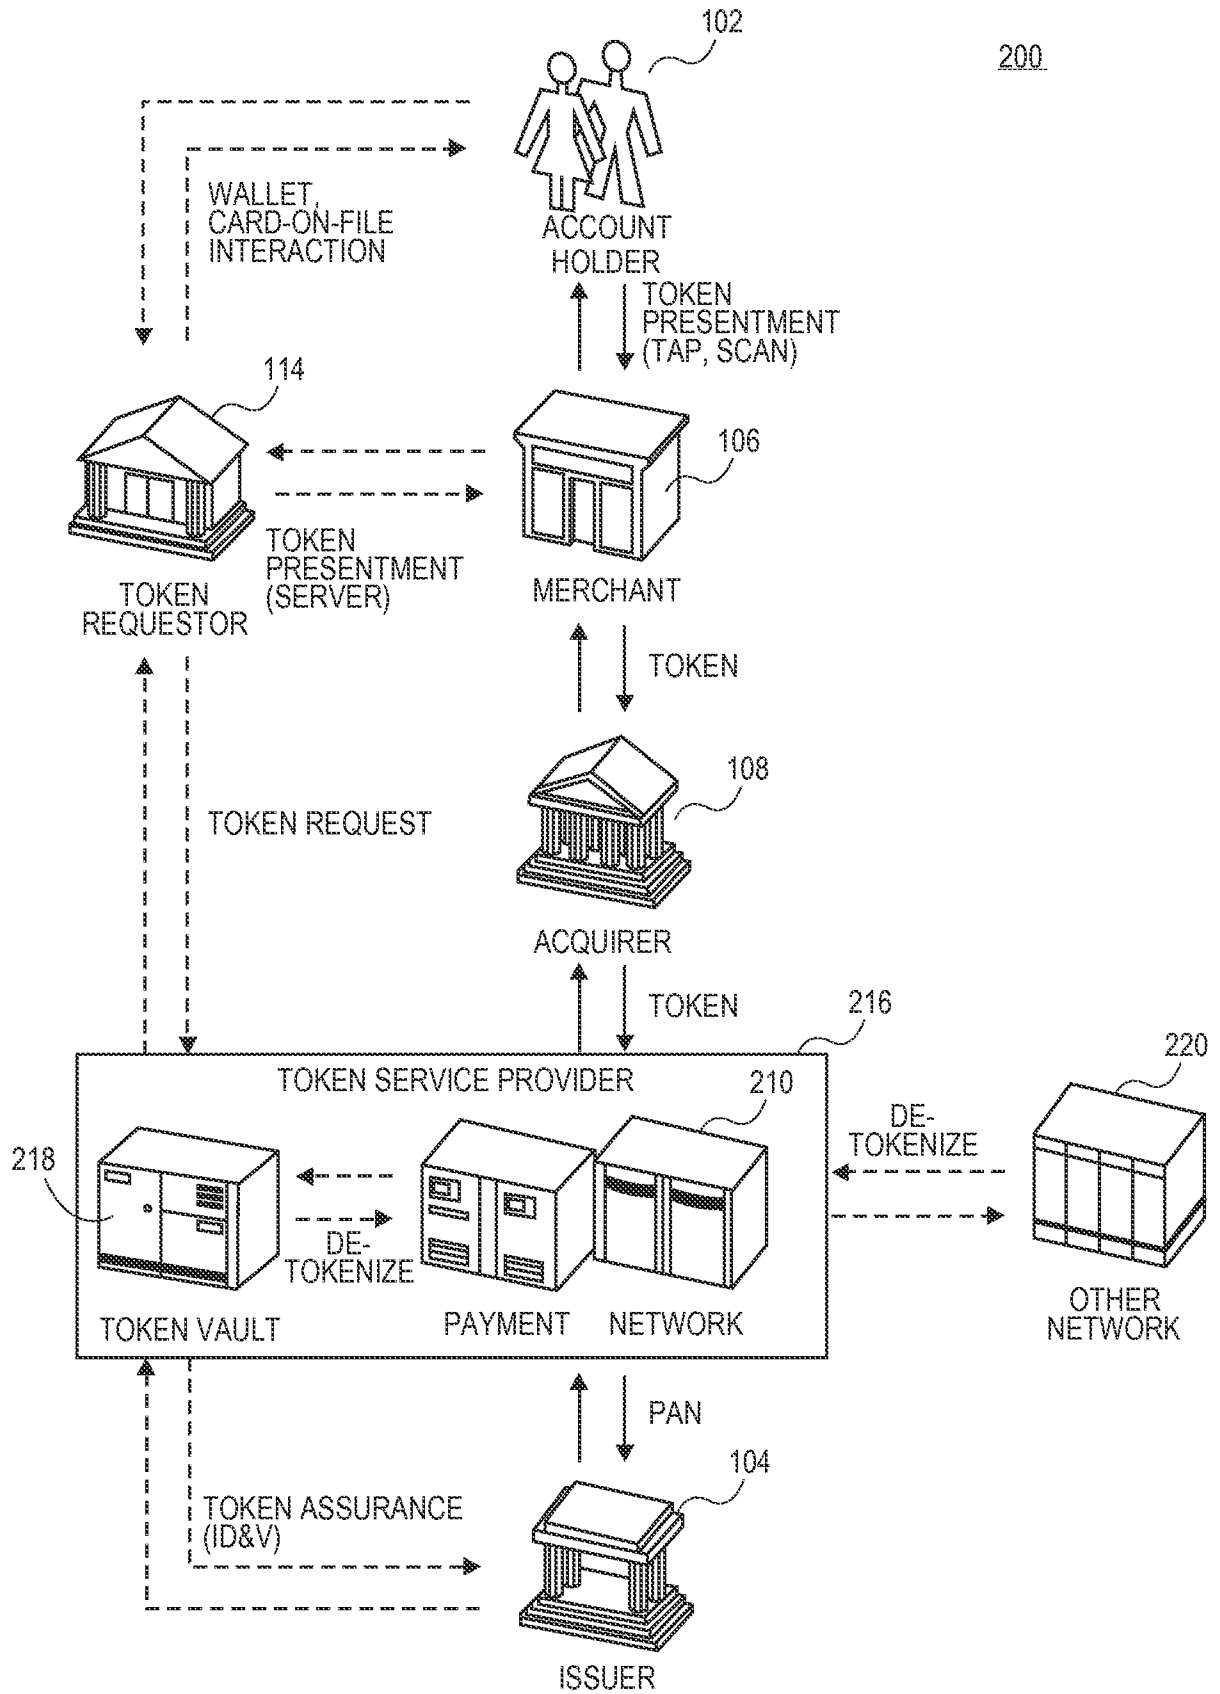 102
200
WALLET,
CARD-ON-FILE
INTERACTION
ACCOUNT
HOLDER
TOKEN
PRESENTMENT
(TAP, SCAN)
114
106
TOKEN
PRESENTMENT
(SERVER)
TOKEN
REQUESTOR
MERCHANT
TOKEN
108
TOKEN REQUEST
ACQUIRER
TOKEN
216
220
TOKEN SERVICE PROVIDER
210
DE-
TOKENIZE
218
DE-
TOKENIZE
TOKEN VAULT
PAYMENT
NETWORK
OTHER
NETWORK
PAN
104
TOKEN ASSURANCE
(ID&V)
ISSUER